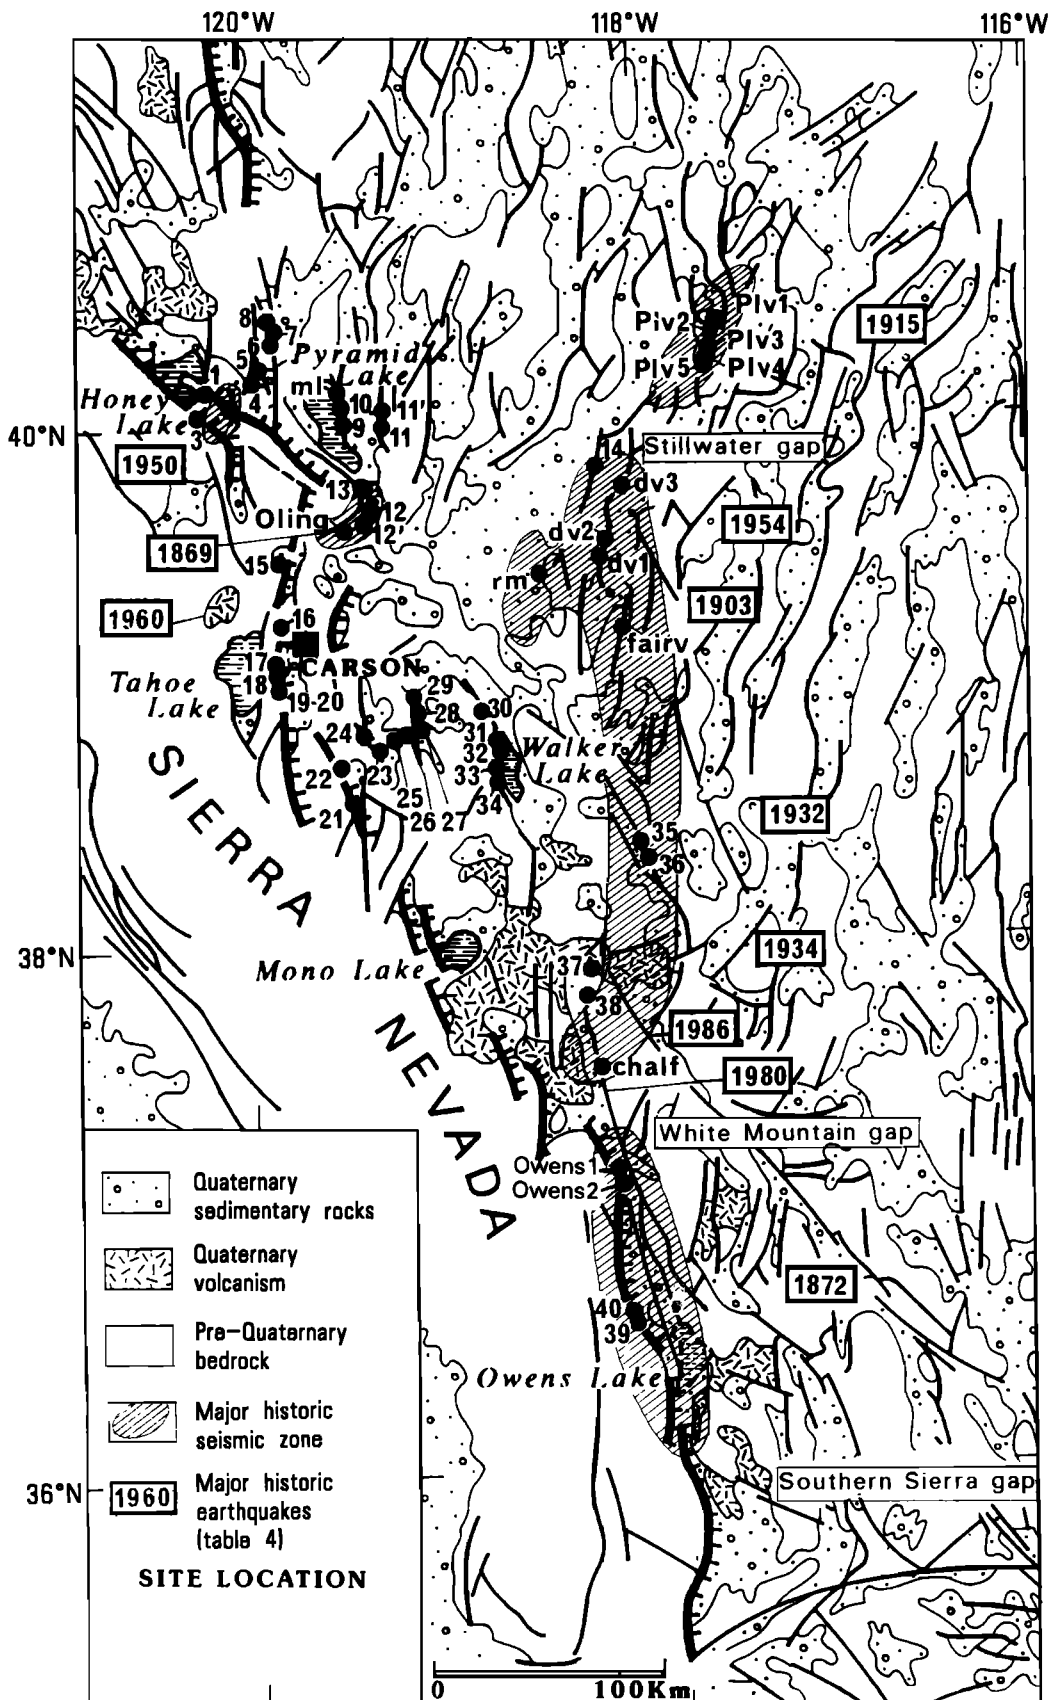 120°W
118°W
116°W
8
7
6
5
Pyramid
Lake
1
ml
Honey
Lake
4
3
10
9
11'
11
Plv1
Piv2
Plv3
Plv5
Plv4
1915
40°N
14
Stillwater gap
1950
13
dv3
Oling
12
12'
dv2
1954
1869
dv1
15
rm
1903
1960
16
fairv
CARSON
17
18
Tahoe
Lake
19-20
29
28
30
24
31
32
Walker
Lake
22
23
33
25
34
21
26
27
1932
35
36
SIERRA NEVADA
1934
38°N
Mono Lake
37
38
1986
chalf
1980
White Mountain gap
Owens1
Owens2
1872
40
39
Owens Lake
Southern Sierra gap
36°N
Quaternary
sedimentary rocks
Quaternary
volcanism
Pre-Quaternary
bedrock
Major historic
seismic zone
1960
Major historic
earthquakes
(table 4)
SITE LOCATION
0
100Km